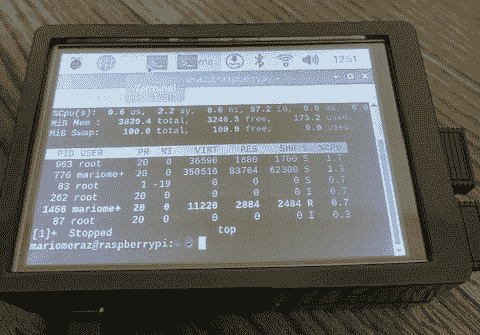 12:51
Terminal
%Cpu(s): 0.6 us, 2.2 sy, 0.0 ni, 97.2 id, 0.0 wa, 0.0
MiB Mem : 3839.4 total, 3240.3 free, 173.2 used,
MiB Swap: 100.0 total, 100.0 free, 0.0 used.
PID USER PR NI VIRT RES SHR S %CPU
963 root 20 0 36596 1880 1700 S 1.7
776 mariome+ 20 0 350516 83764 62300 S 1.3
83 root 1 -19 0 0 0 S 0.7
262 root 20 0 0 0 0 I 0.7
1456 mariome+ 20 0 11220 2884 2484 R 0.7
87 root 20 0 0 0 0 I 0.3
[1]+ Stopped top
mariomeraz@raspberrypi: